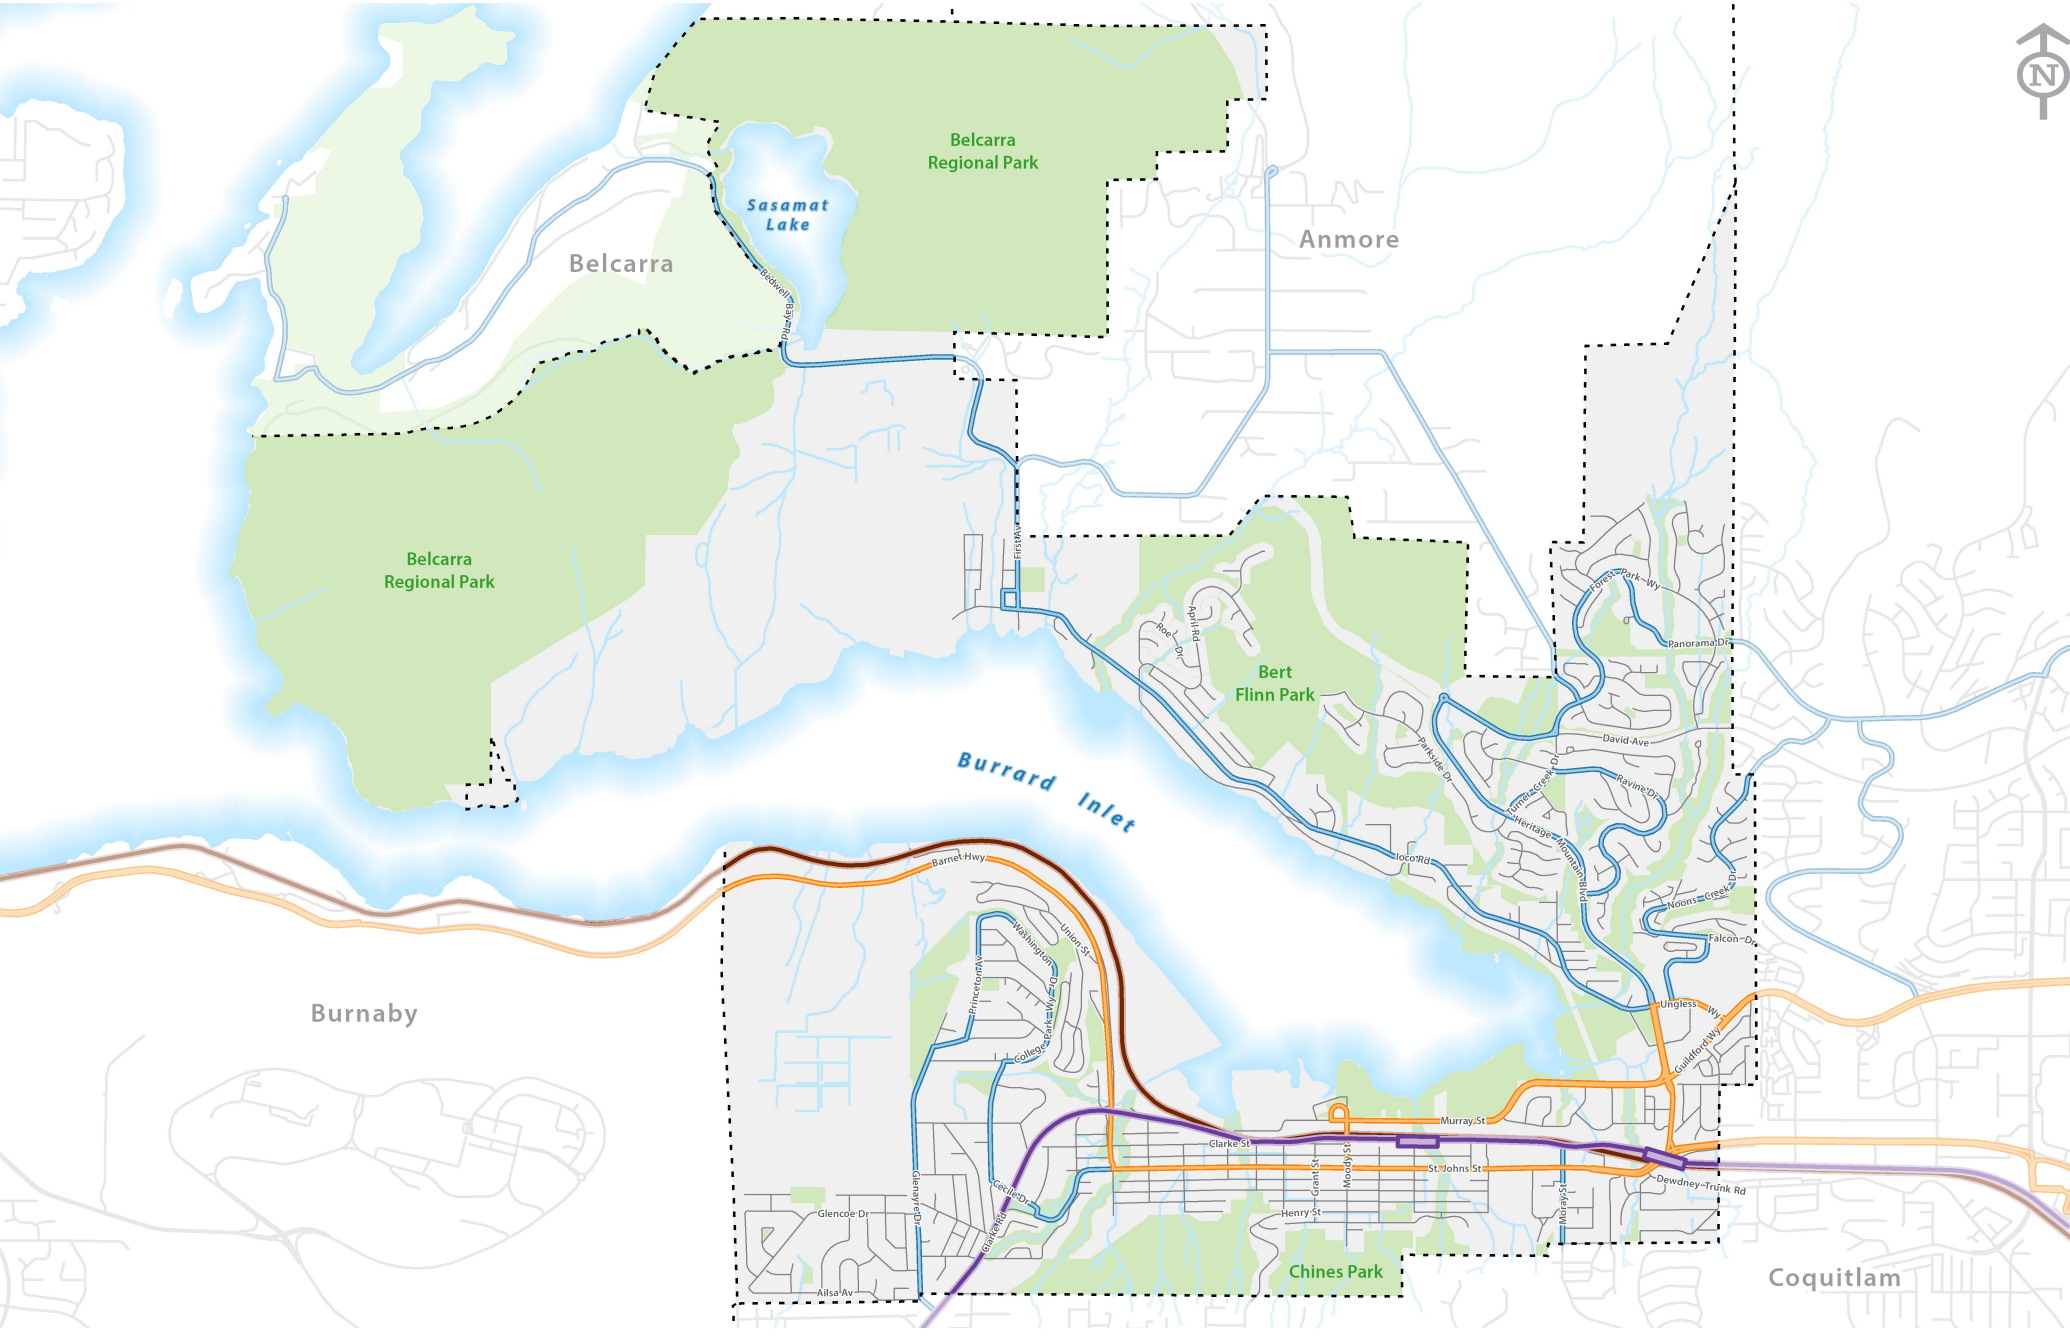 N
Belcarra
Regional Park
Sasamat
Lake
Anmore
Belcarra
Bedwell Bay Rd
First Av
Belcarra
Regional Park
Forest Park Wy
April Rd
Roe Dr
Panorama Dr
Bert
Flinn Park
David Ave
Parkside Dr
Turner Creek Dr
Ravine Dr
Burrard Inlet
Heritage Mountain Blvd
Ioco Rd
Barnet Hwy
Noons Creek Dr
Falcon Dr
Washington Dr
Union St
Princeton Av
College Park Wy
Ungless Wy
Guildford Wy
Burnaby
Murray St
Clarke St
Moody St
Grant St
St. Johns St
Dewdney Trunk Rd
Cecile Dr
Glenayre Dr
Moray St
Glencoe Dr
Henry St
Clarke Rd
Chines Park
Coquitlam
Ailsa Av